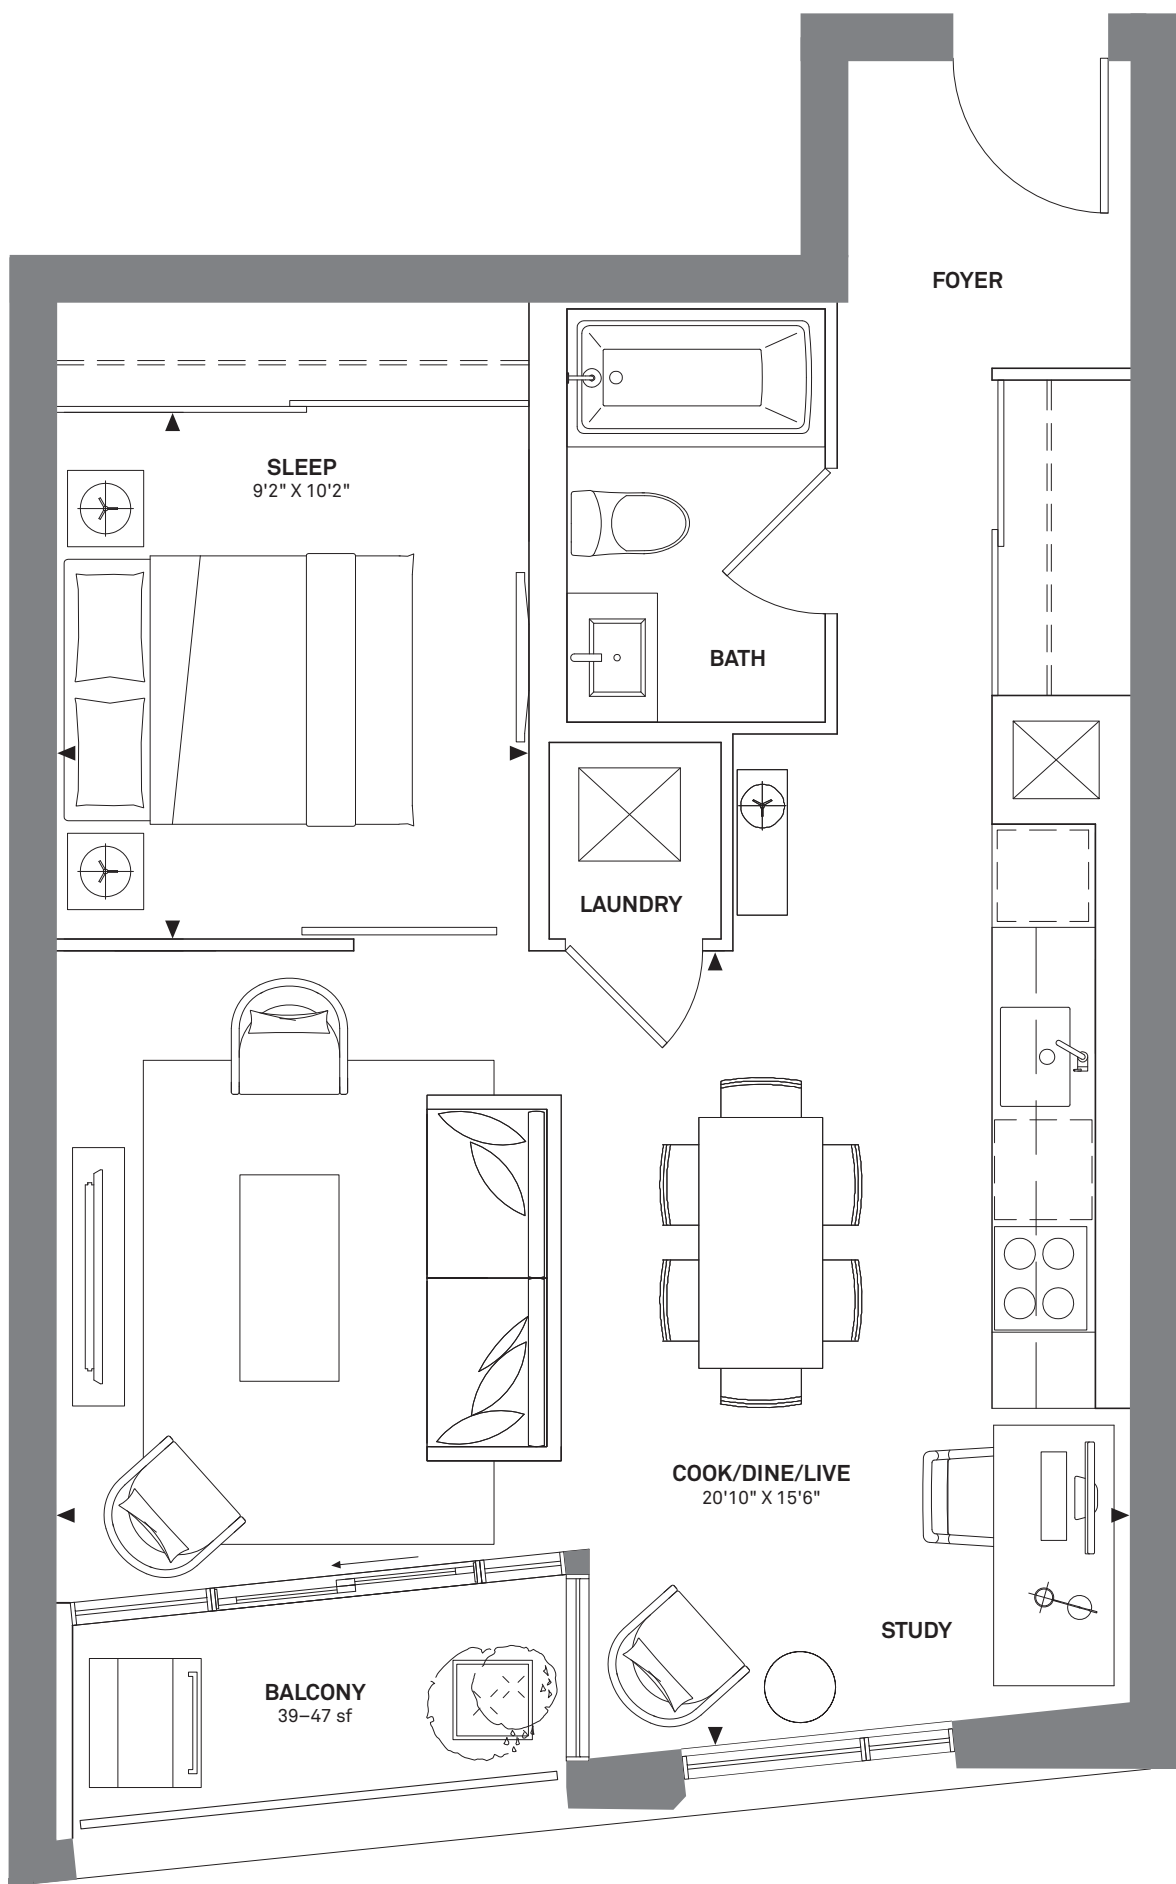 FOYER
SLEEP
9'2" X 10'2"
BATH
LAUNDRY
COOK/DINE/LIVE
20'10" X 15'6"
STUDY
BALCONY
39–47 sf